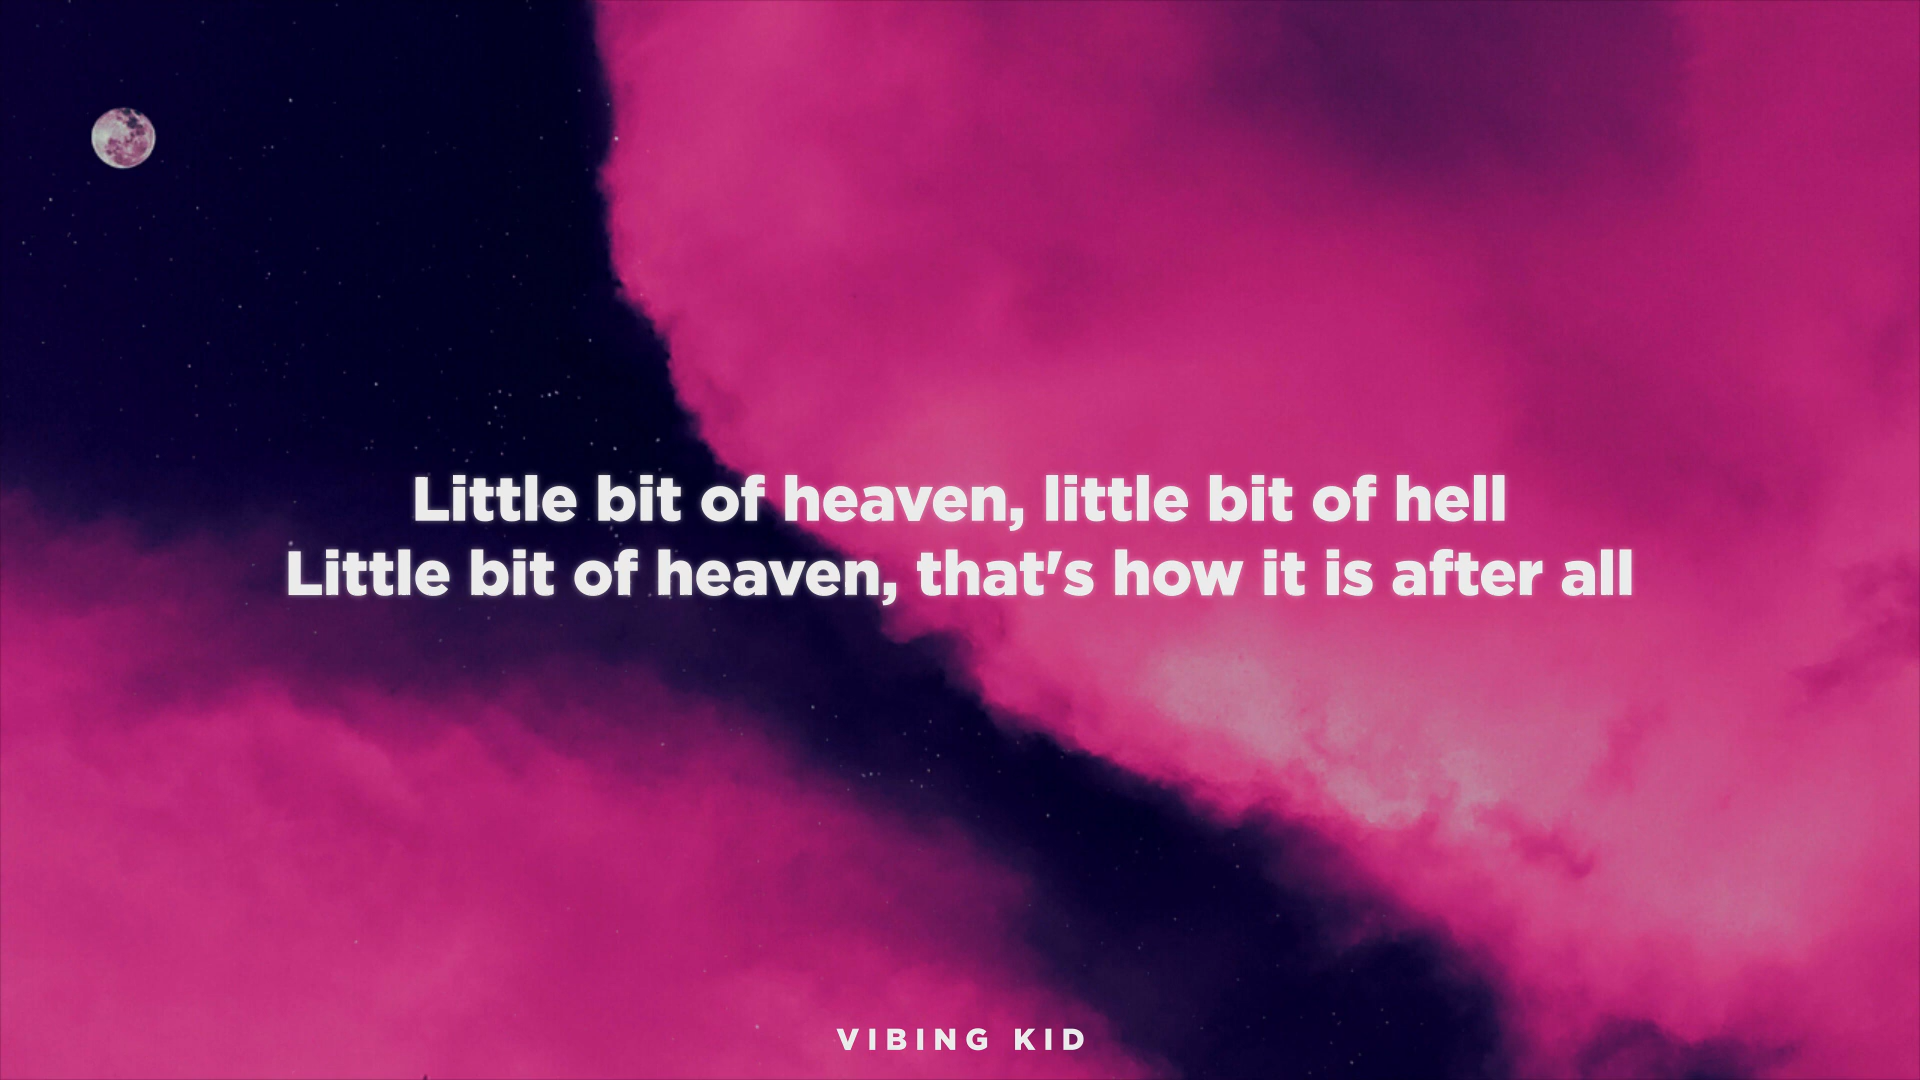 Little bit of heaven, little bit of hell
Little bit of heaven, that's how it is after all
VIBING KID